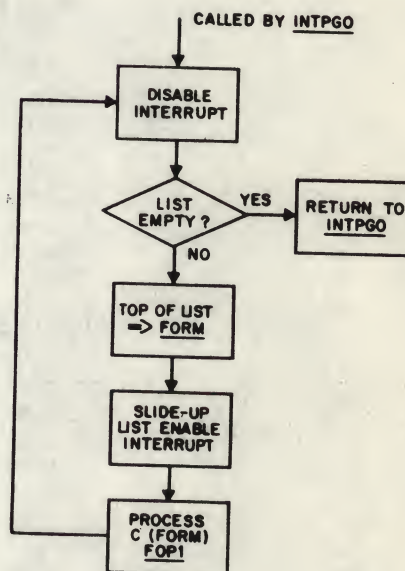 CALLED BY INTPGO
DISABLE
INTERRUPT
LIST
EMPTY?
YES
RETURN TO
INTPGO
NO
TOP OF LIST
=> FORM
SLIDE-UP
LIST ENABLE
INTERRUPT
PROCESS
C (FORM)
FOP1